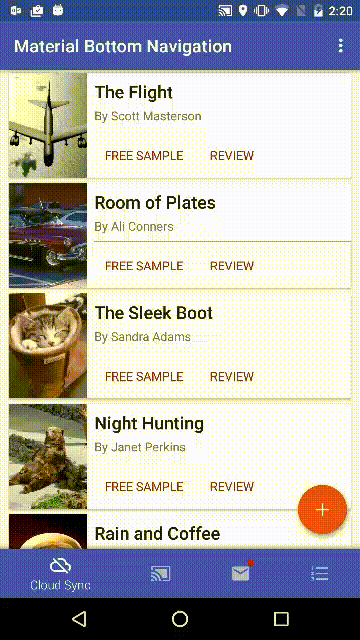 2:20
Material Bottom Navigation
The Flight
By Scott Masterson
FREE SAMPLE REVIEW
Room of Plates
By Ali Conners
FREE SAMPLE REVIEW
The Sleek Boot
By Sandra Adams
FREE SAMPLE REVIEW
Night Hunting
By Janet Perkins
FREE SAMPLE REVIEW
Rain and Coffee
Cloud Sync